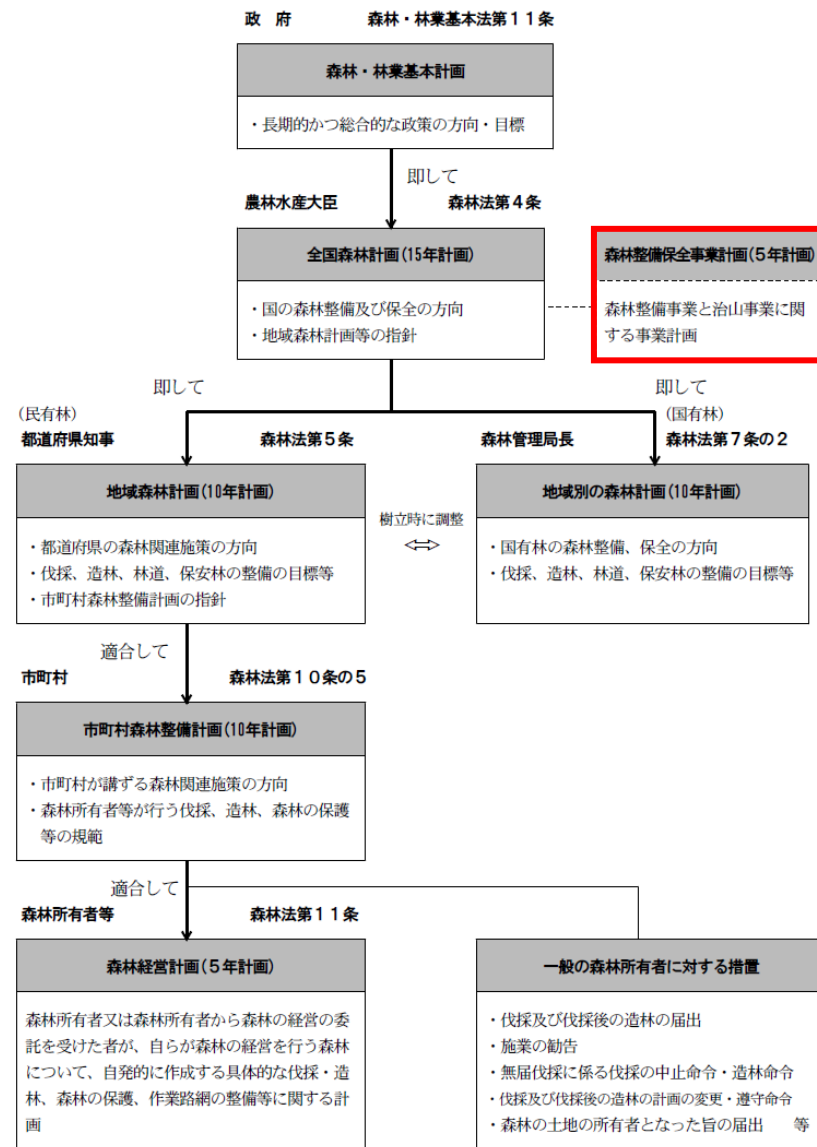 政　府　　　森林・林業基本法第１１条
森林・林業基本計画
・長期的かつ総合的な政策の方向・目標
即して
農林水産大臣　　　森林法第４条
全国森林計画(15年計画)
・国の森林整備及び保全の方向
・地域森林計画等の指針
森林整備保全事業計画(５年計画)
森林整備事業と治山事業に関
する事業計画
即して
(民有林)
都道府県知事　　　森林法第５条
即して
(国有林)
森林管理局長　　　森林法第７条の２
地域森林計画(10年計画)
・都道府県の森林関連施策の方向
・伐採、造林、林道、保安林の整備の目標等
・市町村森林整備計画の指針
樹立時に調整
⇔
地域別の森林計画(10年計画)
・国有林の森林整備、保全の方向
・伐採、造林、林道、保安林の整備の目標等
適合して
市町村　　　森林法第１０条の５
市町村森林整備計画(10年計画)
・市町村が講ずる森林関連施策の方向
・森林所有者等が行う伐採、造林、森林の保護
等の規範
適合して
森林所有者等　　　森林法第１１条
森林経営計画(５年計画)
森林所有者又は森林所有者から森林の経営の委
託を受けた者が、自らが森林の経営を行う森林
について、自発的に作成する具体的な伐採・造
林、森林の保護、作業路網の整備等に関する計
画
一般の森林所有者に対する措置
・伐採及び伐採後の造林の届出
・施業の勧告
・無届伐採に係る伐採の中止命令・造林命令
・伐採及び伐採後の造林の計画の変更・遵守命令
・森林の土地の所有者となった旨の届出　　等